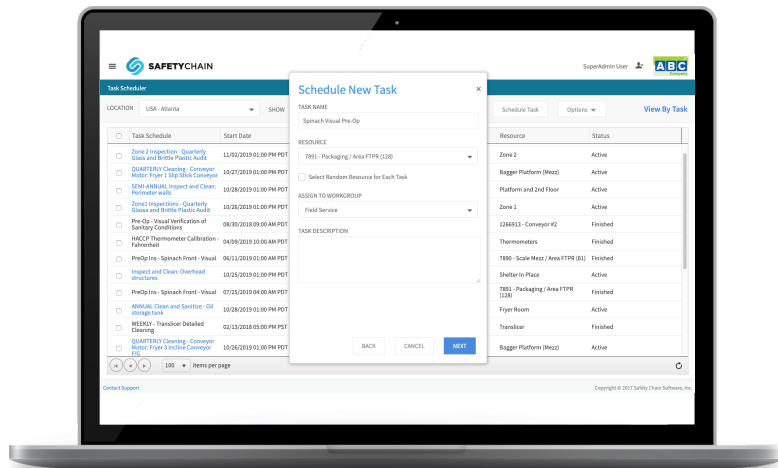 SAFETYCHAIN
SuperAdmin User
ABC
Company
Task Scheduler
LOCATION USA - Atlanta SHOW Schedule Task Options View By Task
Task Schedule Start Date Resource Status
Zone 2 Inspection - Quarterly
Glass and Brittle Plastic Audit 11/02/2019 01:00 PM PDT Zone 2 Active
QUARTERLY Cleaning - Conveyor
Motor: Fryer 1 Slip Stick Conveyor 10/27/2019 01:00 PM PDT Bagger Platform (Mezz) Active
SEMI-ANNUAL Inspect and Clean:
Perimeter walls 10/28/2019 01:00 PM PDT Platform and 2nd Floor Active
Zone1 Inspections - Quarterly
Glassa and Brittle Plastic Audit 10/26/2019 01:00 PM PDT Zone 1 Active
Pre-Op - Visual Verification of
Sanitary Conditions 08/30/2018 09:00 AM PDT 1266913 - Conveyor #2 Finished
HACCP Thermometer Calibration -
Fahrenheit 04/09/2019 10:00 AM PDT Thermometers Finished
PreOp Ins - Spinach Front - Visual 06/11/2019 01:00 AM PDT 7890 - Scale Mezz / Area FTPR (81) Finished
Inspect and Clean: Overhead
structures 10/25/2019 01:00 PM PDT Shelter In Place Active
PreOp Ins - Spinach Front - Visual 07/25/2019 04:00 AM PDT 7891 - Packaging / Area FTPR
(128) Finished
ANNUAL Clean and Sanitize - Oil
storage tank 10/28/2019 01:00 PM PDT Fryer Room Active
WEEKLY - Translicer Detailed
Cleaning 02/13/2018 05:00 PM PST Translicer Finished
QUARTERLY Cleaning - Conveyor
Motor: Fryer 3 Incline Conveyor
F/G 10/26/2019 01:00 PM PDT Bagger Platform (Mezz) Active
100 items per page
Contact Support
Copyright © 2017 Safety Chain Software, Inc.
Schedule New Task ×
TASK NAME
Spinach Visual Pre-Op
RESOURCE
7891 - Packaging / Area FTPR (128)
Select Random Resource for Each Task
ASSIGN TO WORKGROUP
Field Service
TASK DESCRIPTION
BACK CANCEL NEXT